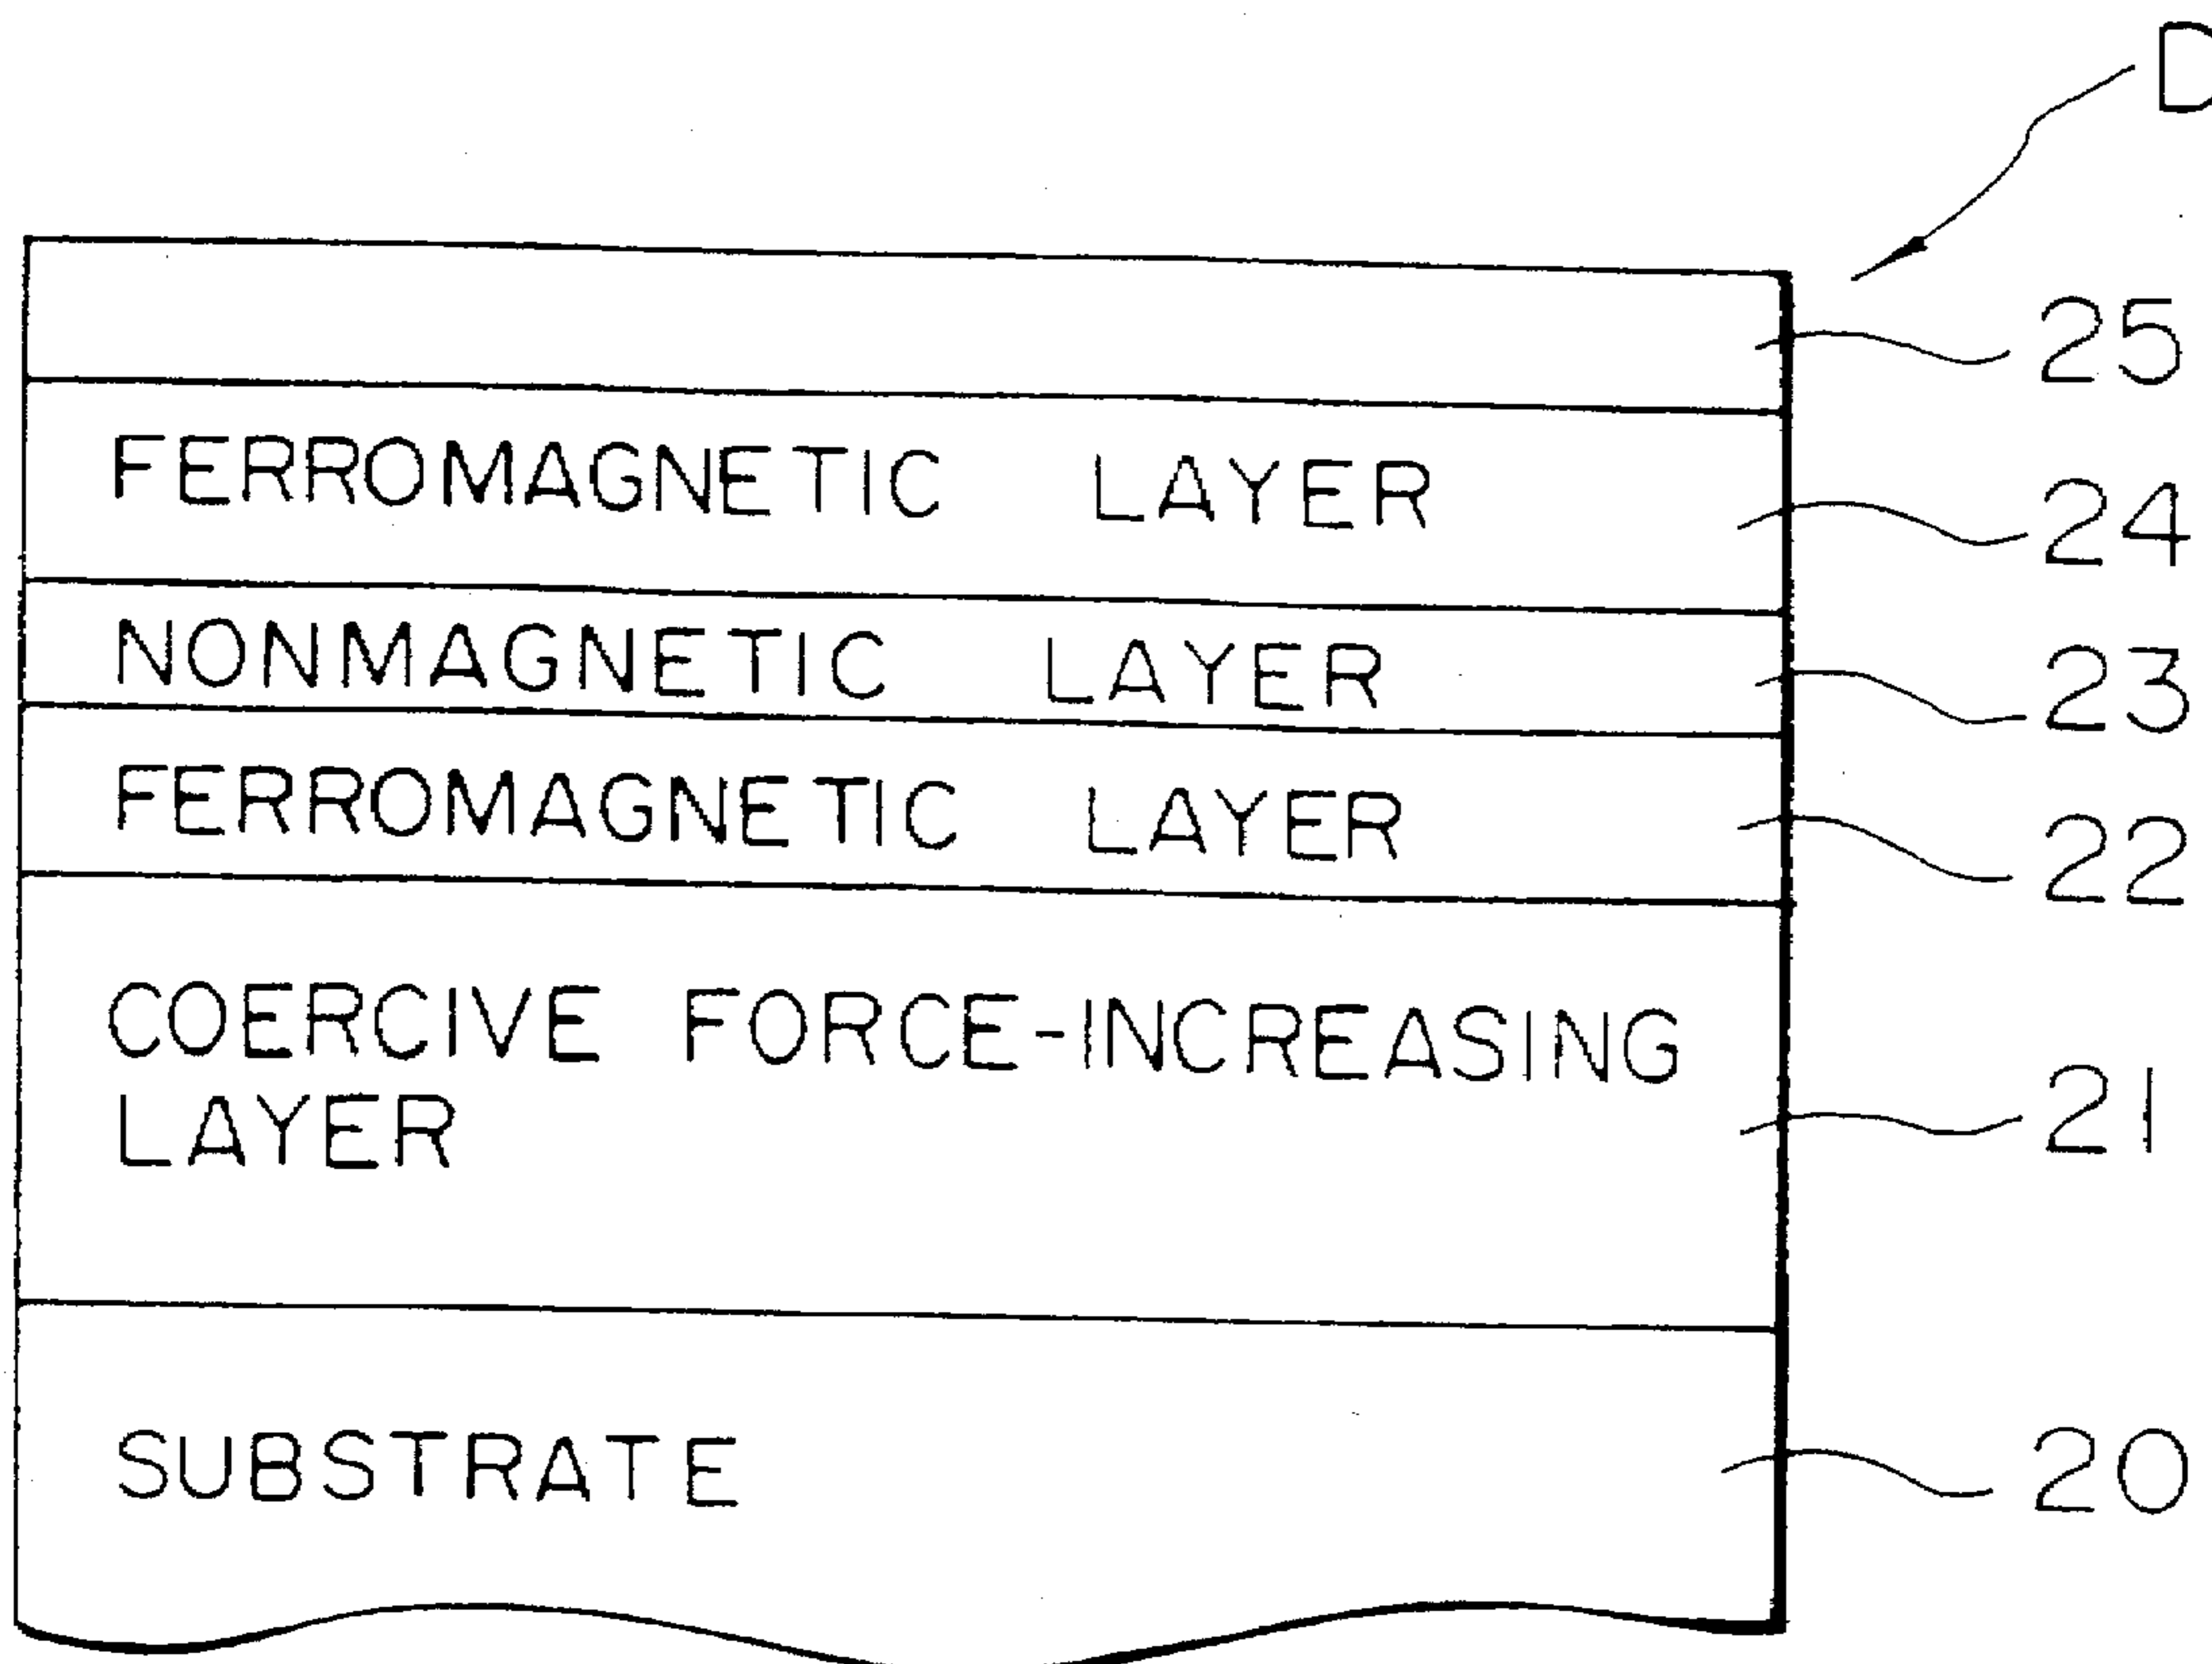 D
25
FERROMAGNETIC LAYER
24
NONMAGNETIC LAYER
23
FERROMAGNETIC LAYER
22
COERCIVE FORCE-INCREASING
LAYER
21
SUBSTRATE
20